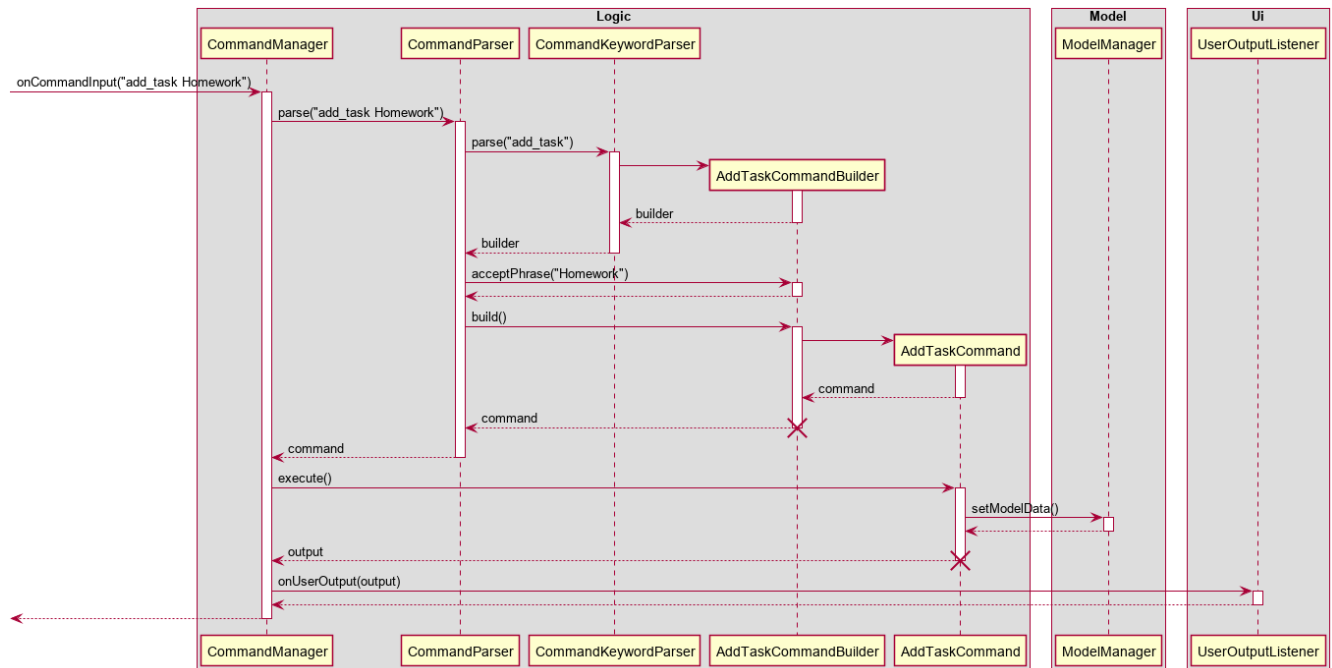 Logic
Model
Ui
CommandManager
CommandParser
CommandKeywordParser
ModelManager
UserOutputListener
onCommandInput("add_task Homework")
parse("add_task Homework")
parse("add_task")
AddTaskCommandBuilder
builder
builder
acceptPhrase("Homework")
build()
AddTaskCommand
command
command
command
execute()
setModelData()
output
onUserOutput(output)
CommandManager
CommandParser
CommandKeywordParser
AddTaskCommandBuilder
AddTaskCommand
ModelManager
UserOutputListener